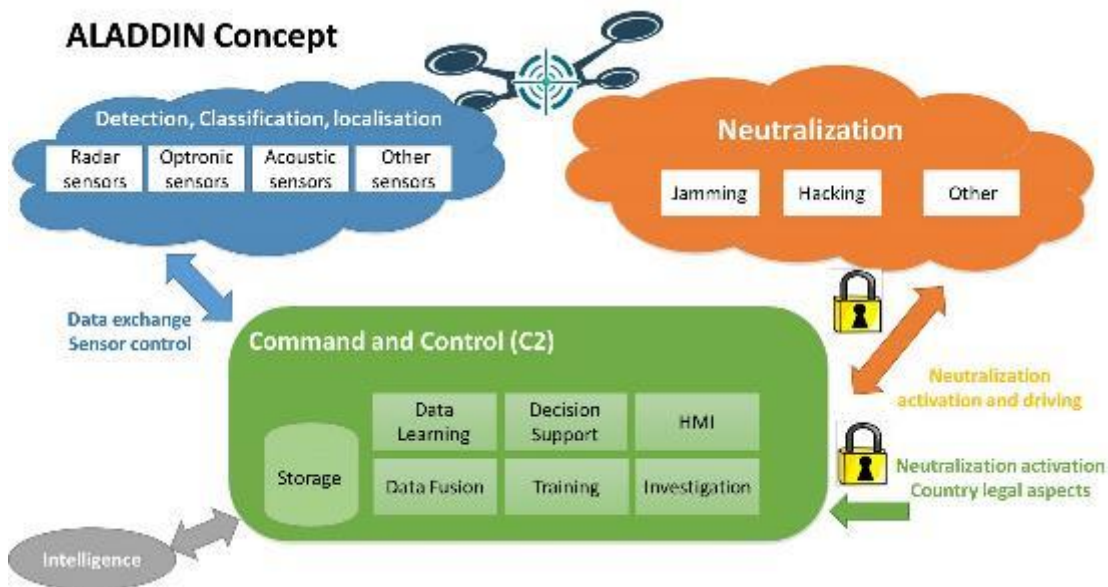 ALADDIN Concept
Detection, Classification, localisation
Radar
sensors
Optronic
sensors
Acoustic
sensors
Other
sensors
Neutralization
Jamming
Hacking
Other
Data exchange
Sensor control
Command and Control (C2)
Storage
Data
Learning
Decision
Support
HMI
Data Fusion
Training
Investigation
Neutralization
activation and driving
Neutralization activation
Country legal aspects
Intelligence